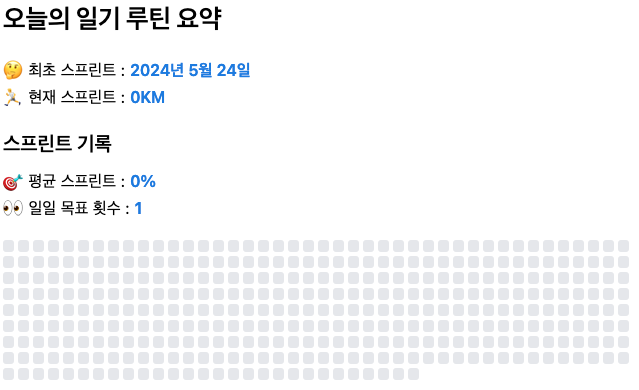 오늘의 일기 루틴 요약
🤔 최초 스프린트 : 2024년 5월 24일
🏃 현재 스프린트 : 0KM
스프린트 기록
🎯 평균 스프린트 : 0%
👀 일일 목표 횟수 : 1